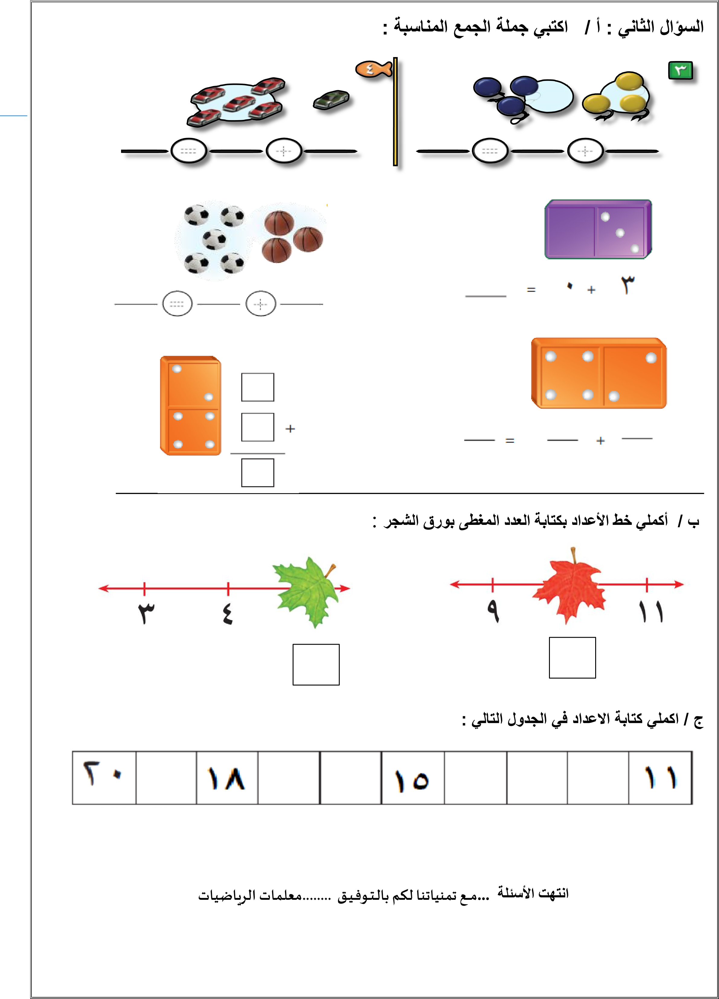 السؤال الثاني : أ / اكتبي جملة الجمع المناسبة :
٣
٤
+ =
+ =
٣ + ٠ =
+ =
+ =
+
ب / أكملي خط الأعداد بكتابة العدد المغطى بورق الشجر :
٩ ١١
٣ ٤
ج / اكملي كتابة الاعداد في الجدول التالي :
١١ ١٥ ١٨ ٢٠
انتهت الأسئلة ...مع تمنياتنا لكم بالتوفيق ........معلمات الرياضيات